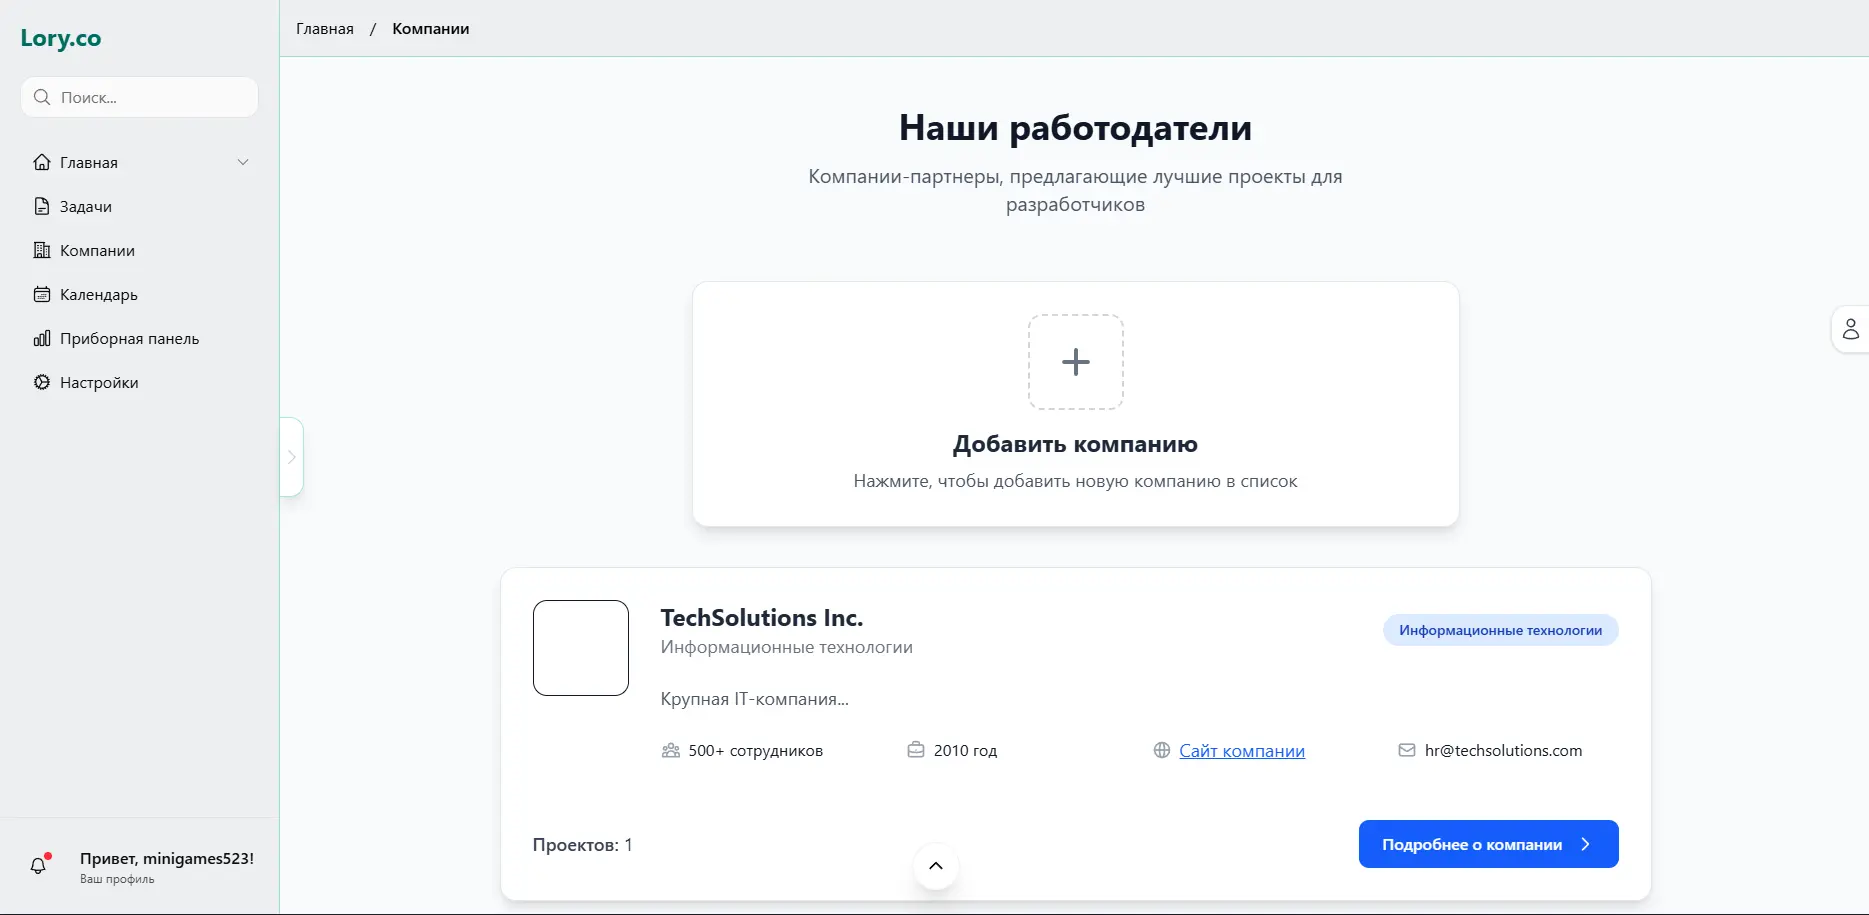 Lory.co
Поиск...
Главная
Задачи
Компании
Календарь
Приборная панель
Настройки
Привет, minigames523!
Ваш профиль
Главная / Компании
Наши работодатели
Компании-партнеры, предлагающие лучшие проекты для
разработчиков
Добавить компанию
Нажмите, чтобы добавить новую компанию в список
TechSolutions Inc.
Информационные технологии
Информационные технологии
Крупная IT-компания...
500+ сотрудников
2010 год
Сайт компании
hr@techsolutions.com
Проектов: 1
Подробнее о компании